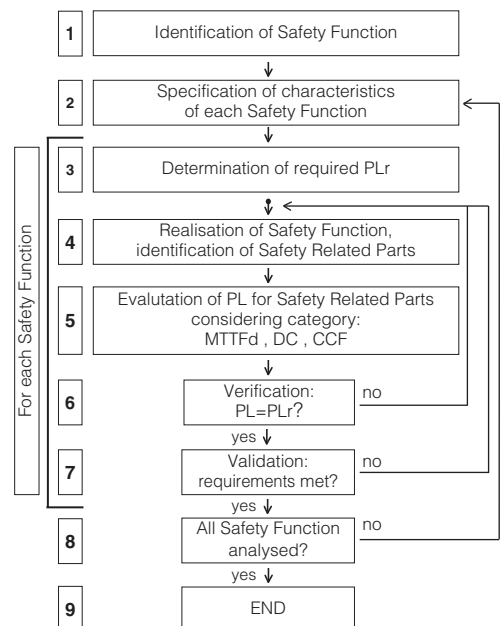 1
Identification of Safety Function
2
Specification of characteristics
of each Safety Function
For each Safety Function
3
Determination of required PLr
4
Realisation of Safety Function,
identification of Safety Related Parts
5
Evalutation of PL for Safety Related Parts
considering category:
MTTFd , DC , CCF
6
Verification:
PL=PLr?
no
yes
7
Validation:
requirements met?
no
yes
8
All Safety Function
analysed?
no
yes
9
END